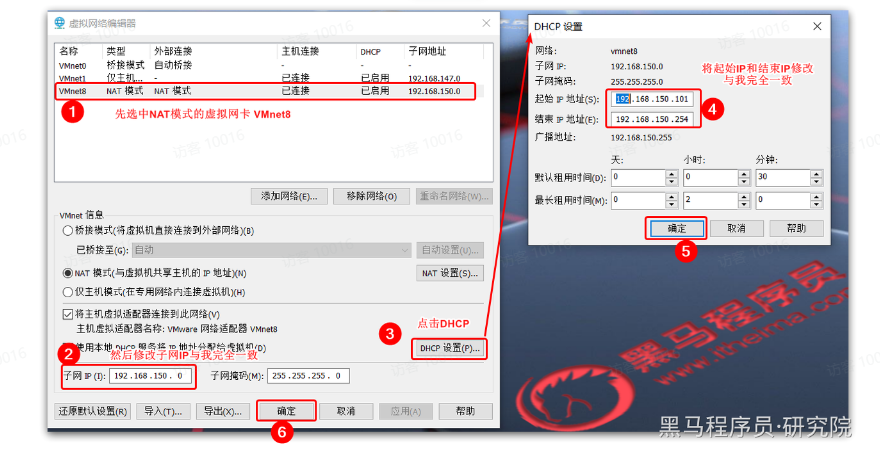 虚拟网络编辑器
名称 类型 外部连接 主机连接 DHCP 子网地址
VMnet0 桥接模式 自动桥接 - - -
VMnet1 仅主机... - 已连接 已启用 192.168.147.0
VMnet8 NAT 模式 NAT 模式 已连接 已启用 192.168.150.0
1
先选中NAT模式的虚拟网卡 VMnet8
添加网络(E)... 移除网络(O) 重命名网络(W)...
VMnet 信息
桥接模式(将虚拟机直接连接到外部网络)(B)
已桥接至(G): 自动 自动设置(U)...
NAT 模式(与虚拟机共享主机的 IP 地址)(N) NAT 设置(S)...
仅主机模式(在专用网络内连接虚拟机)(H)
将主机虚拟适配器连接到此网络(V)
主机虚拟适配器名称: VMware 网络适配器 VMnet8
3 点击DHCP
使用本地 DHCP 服务将 IP 地址分配给虚拟机(D) DHCP 设置(P)...
2 然后修改子网IP与我完全一致
子网 IP (I): 192.168.150. 0 子网掩码(M): 255.255.255. 0
还原默认设置(R) 导入(T)... 导出(X)... 确定 取消 应用(A) 帮助
6
DHCP 设置
网络: vmnet8
子网 IP: 192.168.150.0
子网掩码: 255.255.255.0
起始 IP 地址(S): 192.168.150.101
结束 IP 地址(E): 192.168.150.254
广播地址: 192.168.150.255
将起始IP和结束IP修改
与我完全一致
4
天: 小时: 分钟:
默认租用时间(D): 0 0 30
最长租用时间(M): 0 2 0
确定 取消 帮助
5
黑马程序员
www.itheima.com
黑马程序员·研究院
访客 10016